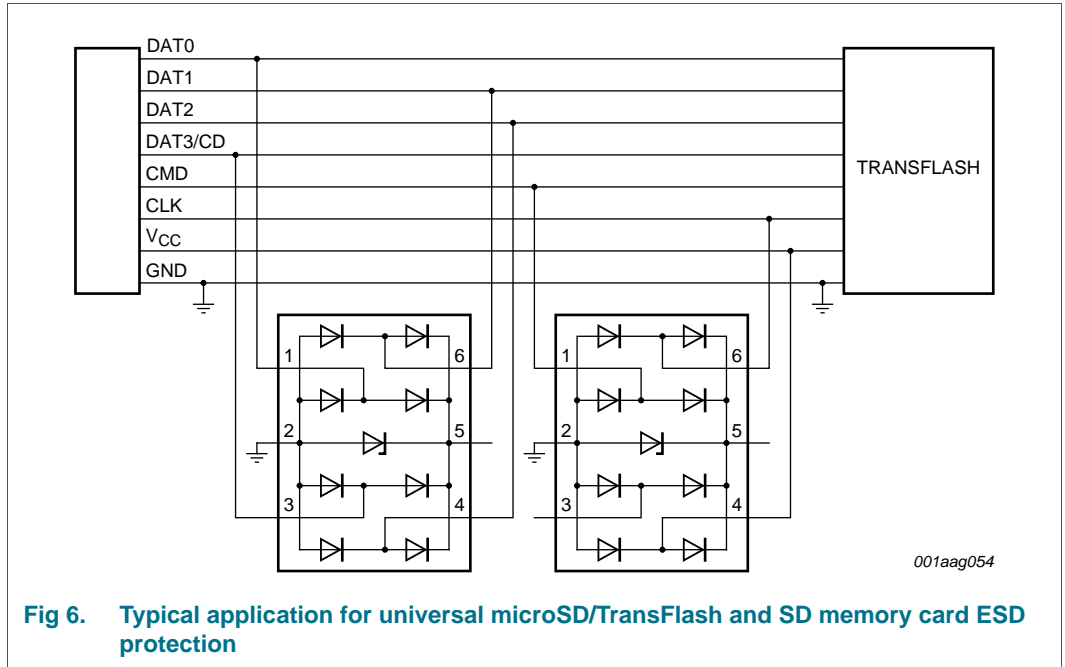 DAT0
DAT1
DAT2
DAT3/CD
CMD
CLK
VCC
GND
TRANSFLASH
1
6
2
5
3
4
1
6
2
5
3
4
001aag054
Fig 6. Typical application for universal microSD/TransFlash and SD memory card ESD
protection